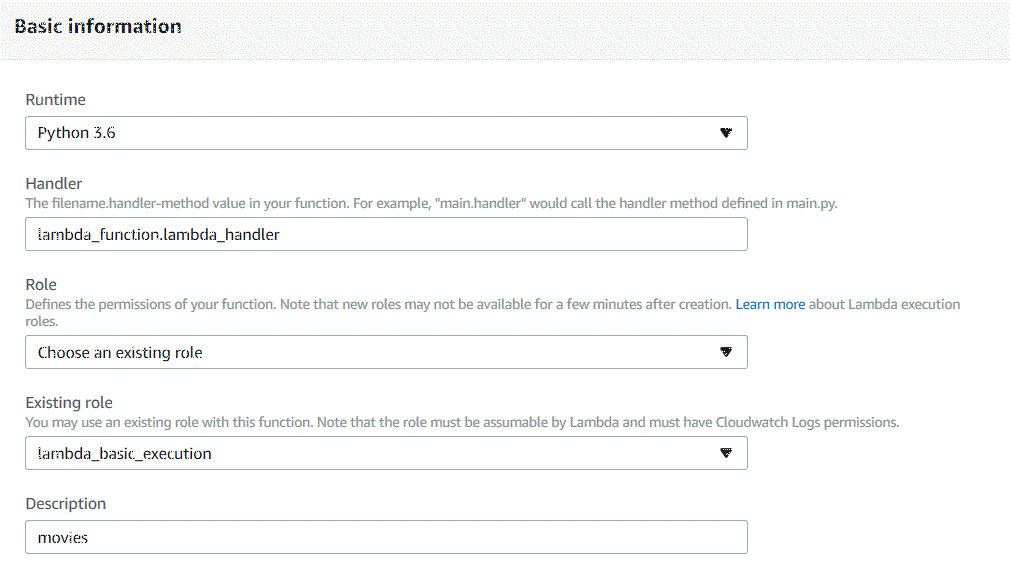 Basic information
Runtime
Python 3.6
Handler
The filename.handler-method value in your function. For example, "main.handler" would call the handler method defined in main.py.
lambda_function.lambda_handler
Role
Defines the permissions of your function. Note that new roles may not be available for a few minutes after creation. Learn more about Lambda execution
roles.
Choose an existing role
Existing role
You may use an existing role with this function. Note that the role must be assumable by Lambda and must have Cloudwatch Logs permissions.
lambda_basic_execution
Description
movies